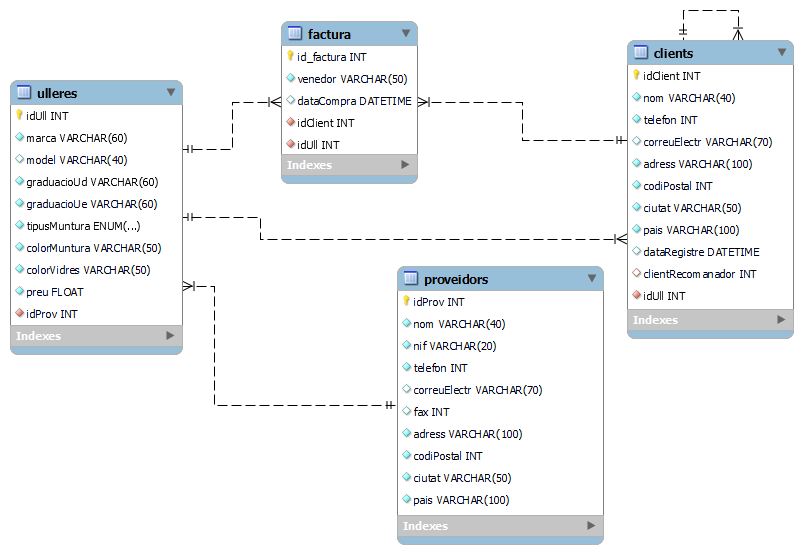 factura
id_factura INT
venedor VARCHAR(50)
dataCompra DATETIME
idClient INT
idUll INT
Indexes
clients
idClient INT
nom VARCHAR(40)
telefon INT
correuElectr VARCHAR(70)
adress VARCHAR(100)
codiPostal INT
ciutat VARCHAR(50)
pais VARCHAR(100)
dataRegistre DATETIME
clientRecomanador INT
idUll INT
Indexes
ulleres
idUll INT
marca VARCHAR(60)
model VARCHAR(40)
graduacioUd VARCHAR(60)
graduacioUe VARCHAR(60)
tipusMuntura ENUM(...)
colorMuntura VARCHAR(50)
colorVidres VARCHAR(50)
preu FLOAT
idProv INT
Indexes
proveidors
idProv INT
nom VARCHAR(40)
nif VARCHAR(20)
telefon INT
correuElectr VARCHAR(70)
fax INT
adress VARCHAR(100)
codiPostal INT
ciutat VARCHAR(50)
pais VARCHAR(100)
Indexes